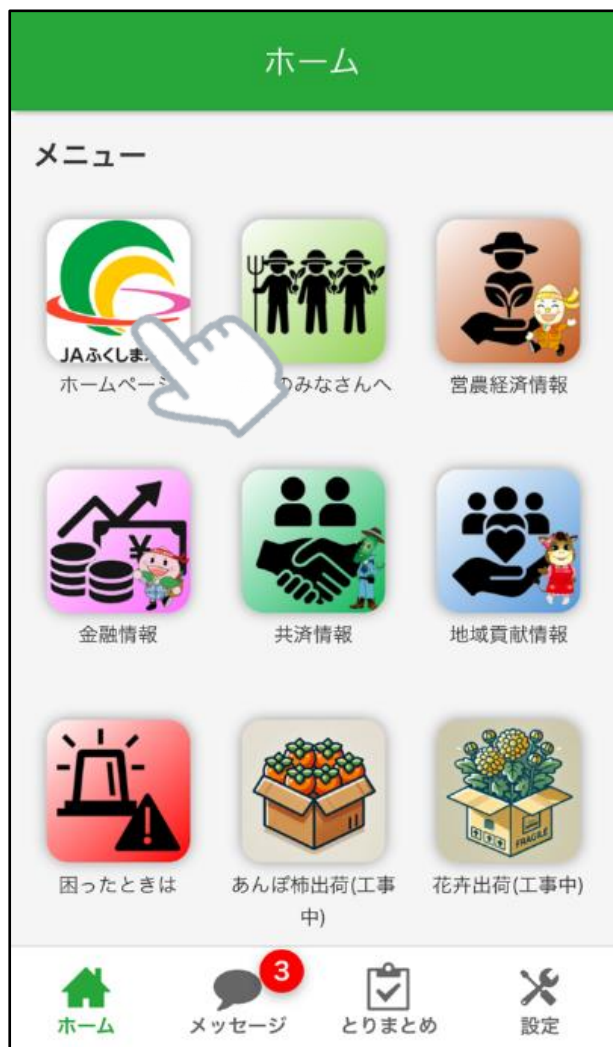 ホーム
メニュー
JAふくしま
ホームペー
のみなさんへ
営農経済情報
¥
金融情報
共済情報
地域貢献情報
困ったときは
あんぽ柿出荷(工事
中)
FRAGILE
花卉出荷(工事中)
3
ホーム
メッセージ
とりまとめ
設定